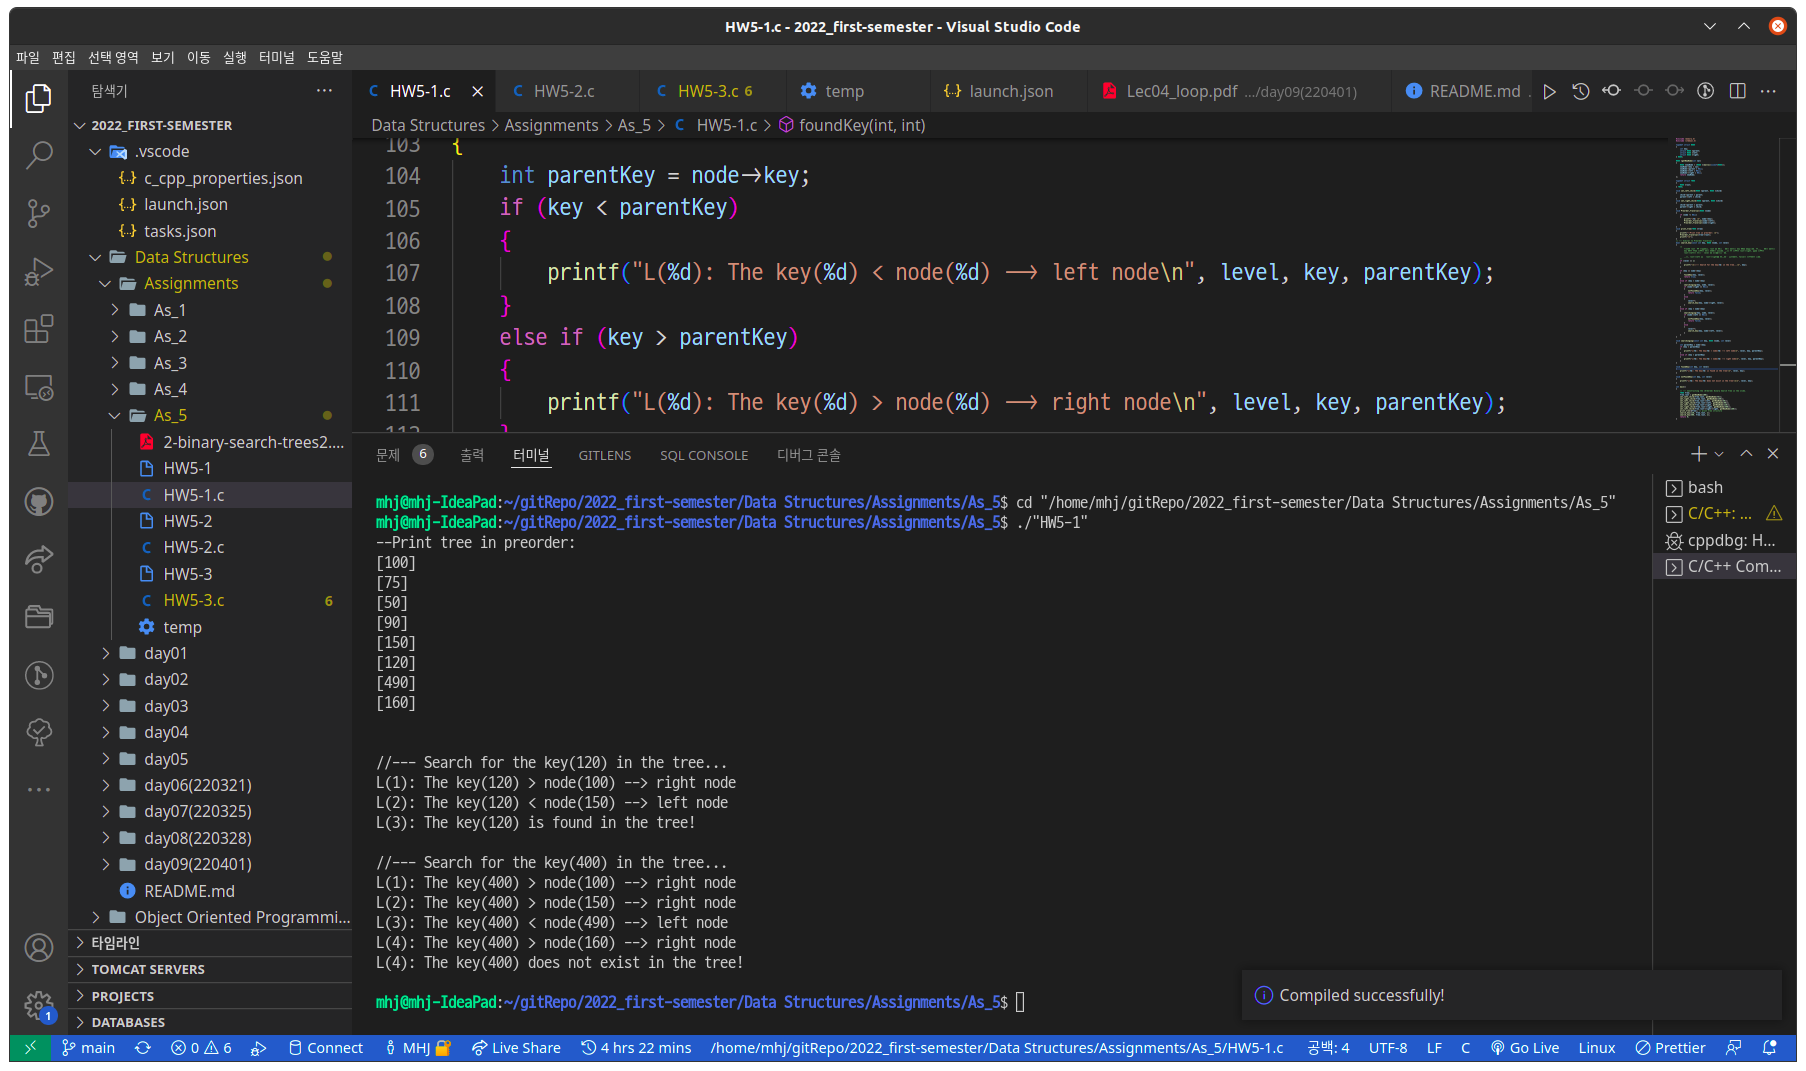 HW5-1.c - 2022_first-semester - Visual Studio Code
파일 편집 선택 영역 보기 이동 실행 터미널 도움말
탐색기 ···
2022_FIRST-SEMESTER
.vscode
c_cpp_properties.json
launch.json
tasks.json
Data Structures
Assignments
As_1
As_2
As_3
As_4
As_5
2-binary-search-trees2....
HW5-1
HW5-1.c
HW5-2
HW5-2.c
HW5-3
HW5-3.c 6
temp
day01
day02
day03
day04
day05
day06(220321)
day07(220325)
day08(220328)
day09(220401)
README.md
Object Oriented Programmi...
타임라인
TOMCAT SERVERS
PROJECTS
DATABASES
1
HW5-1.c HW5-2.c HW5-3.c 6 temp launch.json Lec04_loop.pdf .../day09(220401) README.md .
Data Structures > Assignments > As_5 > C HW5-1.c > foundKey(int, int)
103 {
104 int parentKey = node->key;
105 if (key < parentKey)
106 {
107 printf("L(%d): The key(%d) < node(%d) --> left node\n", level, key, parentKey);
108 }
109 else if (key > parentKey)
110 {
111 printf("L(%d): The key(%d) > node(%d) --> right node\n", level, key, parentKey);
112 }
문제 6 출력 터미널 GITLENS SQL CONSOLE 디버그 콘솔
mhj@mhj-IdeaPad:~/gitRepo/2022_first-semester/Data Structures/Assignments/As_5$ cd "/home/mhj/gitRepo/2022_first-semester/Data Structures/Assignments/As_5"
mhj@mhj-IdeaPad:~/gitRepo/2022_first-semester/Data Structures/Assignments/As_5$ ./"HW5-1"
--Print tree in preorder:
[100]
[75]
[50]
[90]
[150]
[120]
[490]
[160]
//--- Search for the key(120) in the tree...
L(1): The key(120) > node(100) --> right node
L(2): The key(120) < node(150) --> left node
L(3): The key(120) is found in the tree!
//--- Search for the key(400) in the tree...
L(1): The key(400) > node(100) --> right node
L(2): The key(400) > node(150) --> right node
L(3): The key(400) < node(490) --> left node
L(4): The key(400) > node(160) --> right node
L(4): The key(400) does not exist in the tree!
mhj@mhj-IdeaPad:~/gitRepo/2022_first-semester/Data Structures/Assignments/As_5$
bash
C/C++: ...
cppdbg: H...
C/C++ Com...
Compiled successfully!
main 0 6 Connect MHJ Live Share 4 hrs 22 mins /home/mhj/gitRepo/2022_first-semester/Data Structures/Assignments/As_5/HW5-1.c 공백: 4 UTF-8 LF C Go Live Linux Prettier